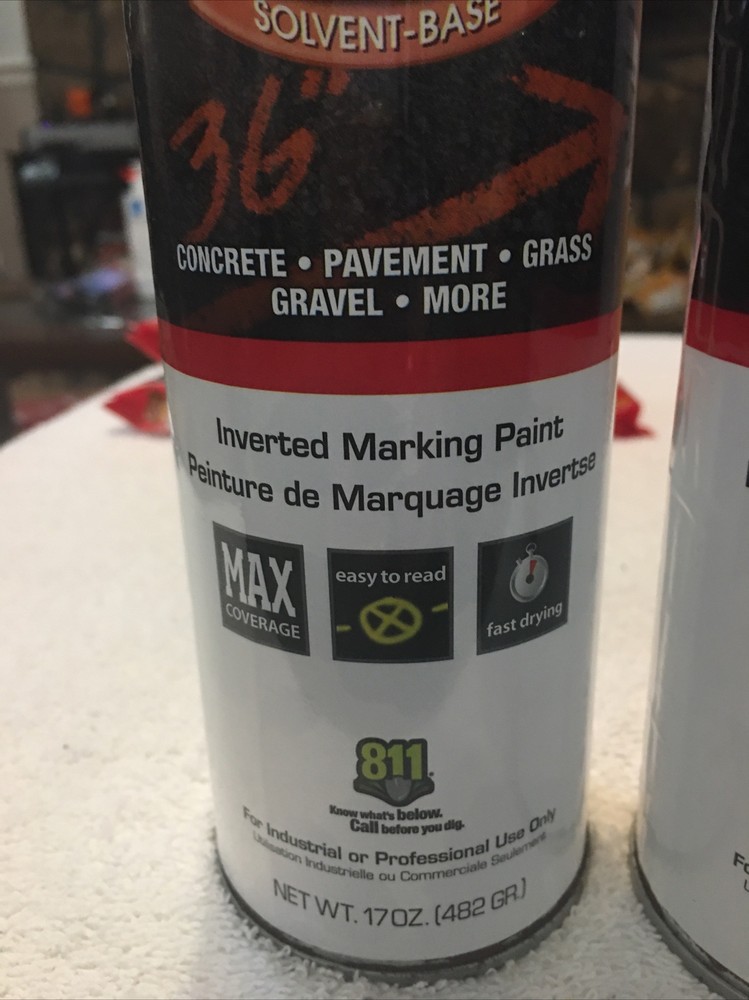 SOLVENT-BASE
36"
CONCRETE • PAVEMENT • GRASS
GRAVEL • MORE
Inverted Marking Paint
Peinture de Marquage Invertse
MAX
COVERAGE
easy to read
fast drying
811
Know what's below.
Call before you dig.
For Industrial or Professional Use Only
Utilisation Industrielle ou Commerciale Seulement
NET WT. 17 OZ. (482 GR.)